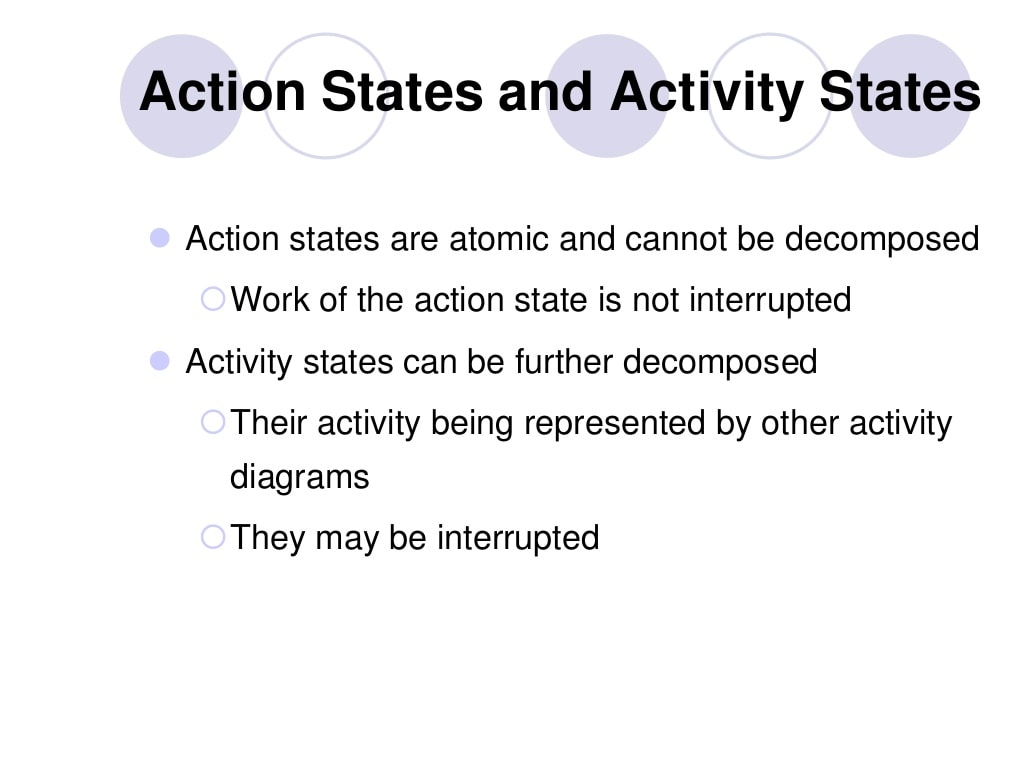 Action States and Activity States
Action states are atomic and cannot be decomposed
Work of the action state is not interrupted
Activity states can be further decomposed
Their activity being represented by other activity
diagrams
They may be interrupted